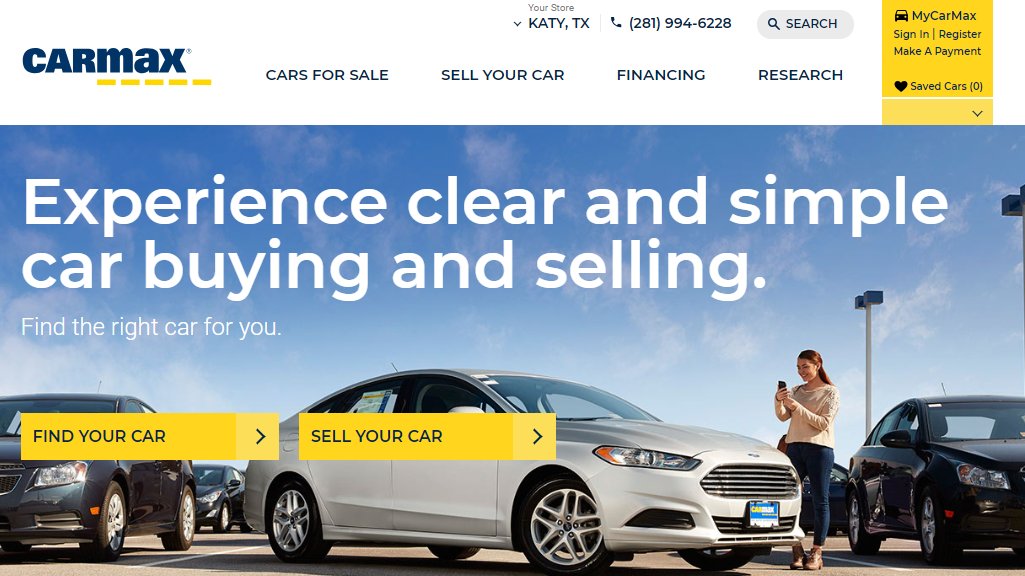 Your Store
KATY, TX
(281) 994-6228
SEARCH
MyCarMax
Sign In | Register
Make A Payment
Saved Cars (0)
CARMAX®
CARS FOR SALE
SELL YOUR CAR
FINANCING
RESEARCH
Experience clear and simple
car buying and selling.
Find the right car for you.
FIND YOUR CAR
SELL YOUR CAR
CARMAX